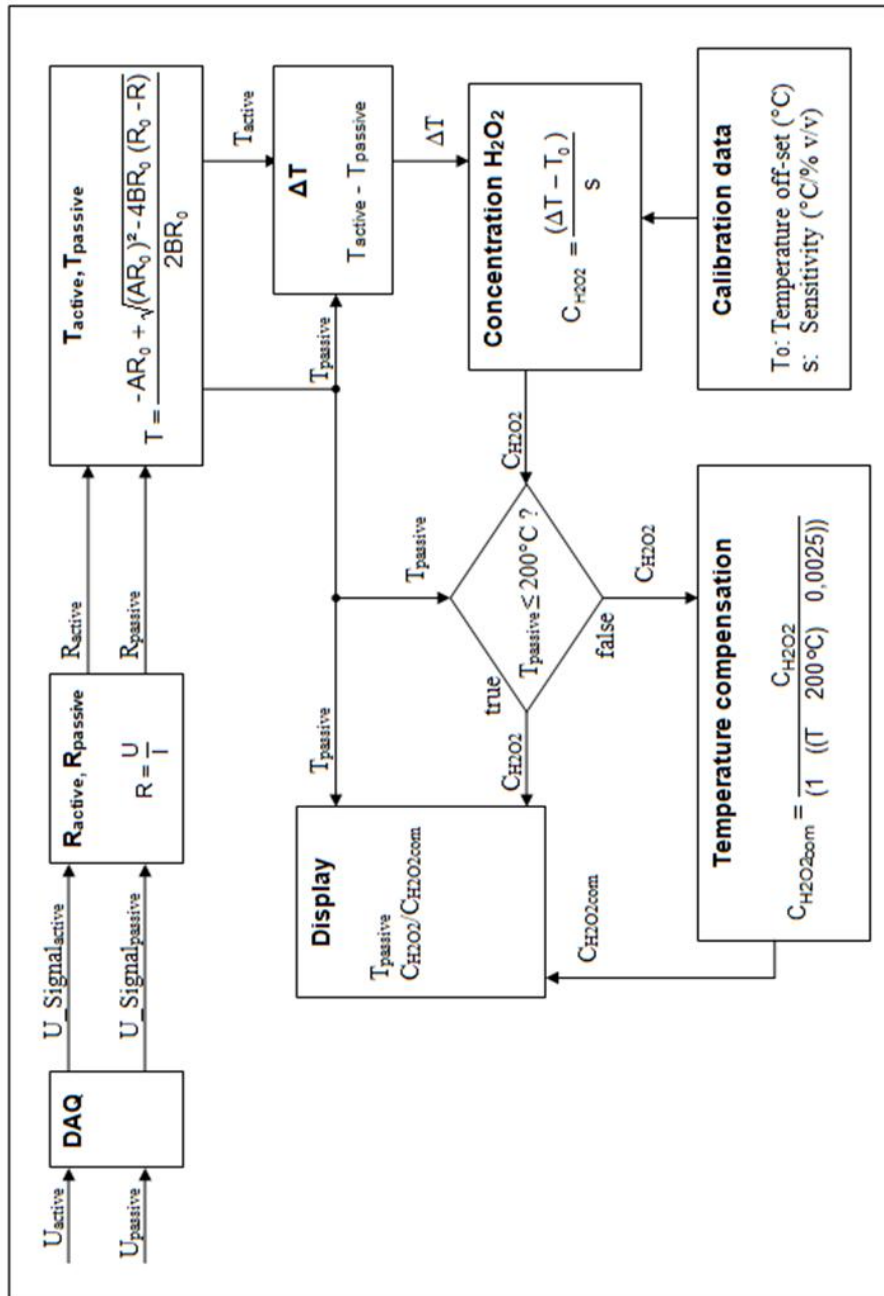 U_active
U_passive
DAQ
U_Signal_active
U_Signal_passive
R_active, R_passive
R = U / I
R_active
R_passive
T_active, T_passive
T = (-AR₀ + √((AR₀)² - 4BR₀ (R₀ -R))) / 2BR₀
T_active
T_passive
ΔT
T_active - T_passive
ΔT
T_passive
T_passive
Concentration H₂O₂
C_H2O2 = (ΔT - T₀) / s
Calibration data
T₀: Temperature off-set (°C)
s: Sensitivity (°C/% v/v)
C_H2O2
T_passive ≤ 200°C ?
true
C_H2O2
false
C_H2O2
Display
T_passive
C_H2O2/C_H2O2com
Temperature compensation
C_H2O2com = C_H2O2 / (1 ((T 200°C) 0,0025))
C_H2O2com